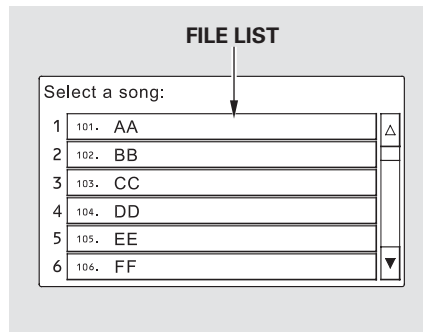 FILE LIST
Select a song:
1 101. AA
2 102. BB
3 103. CC
4 104. DD
5 105. EE
6 106. FF